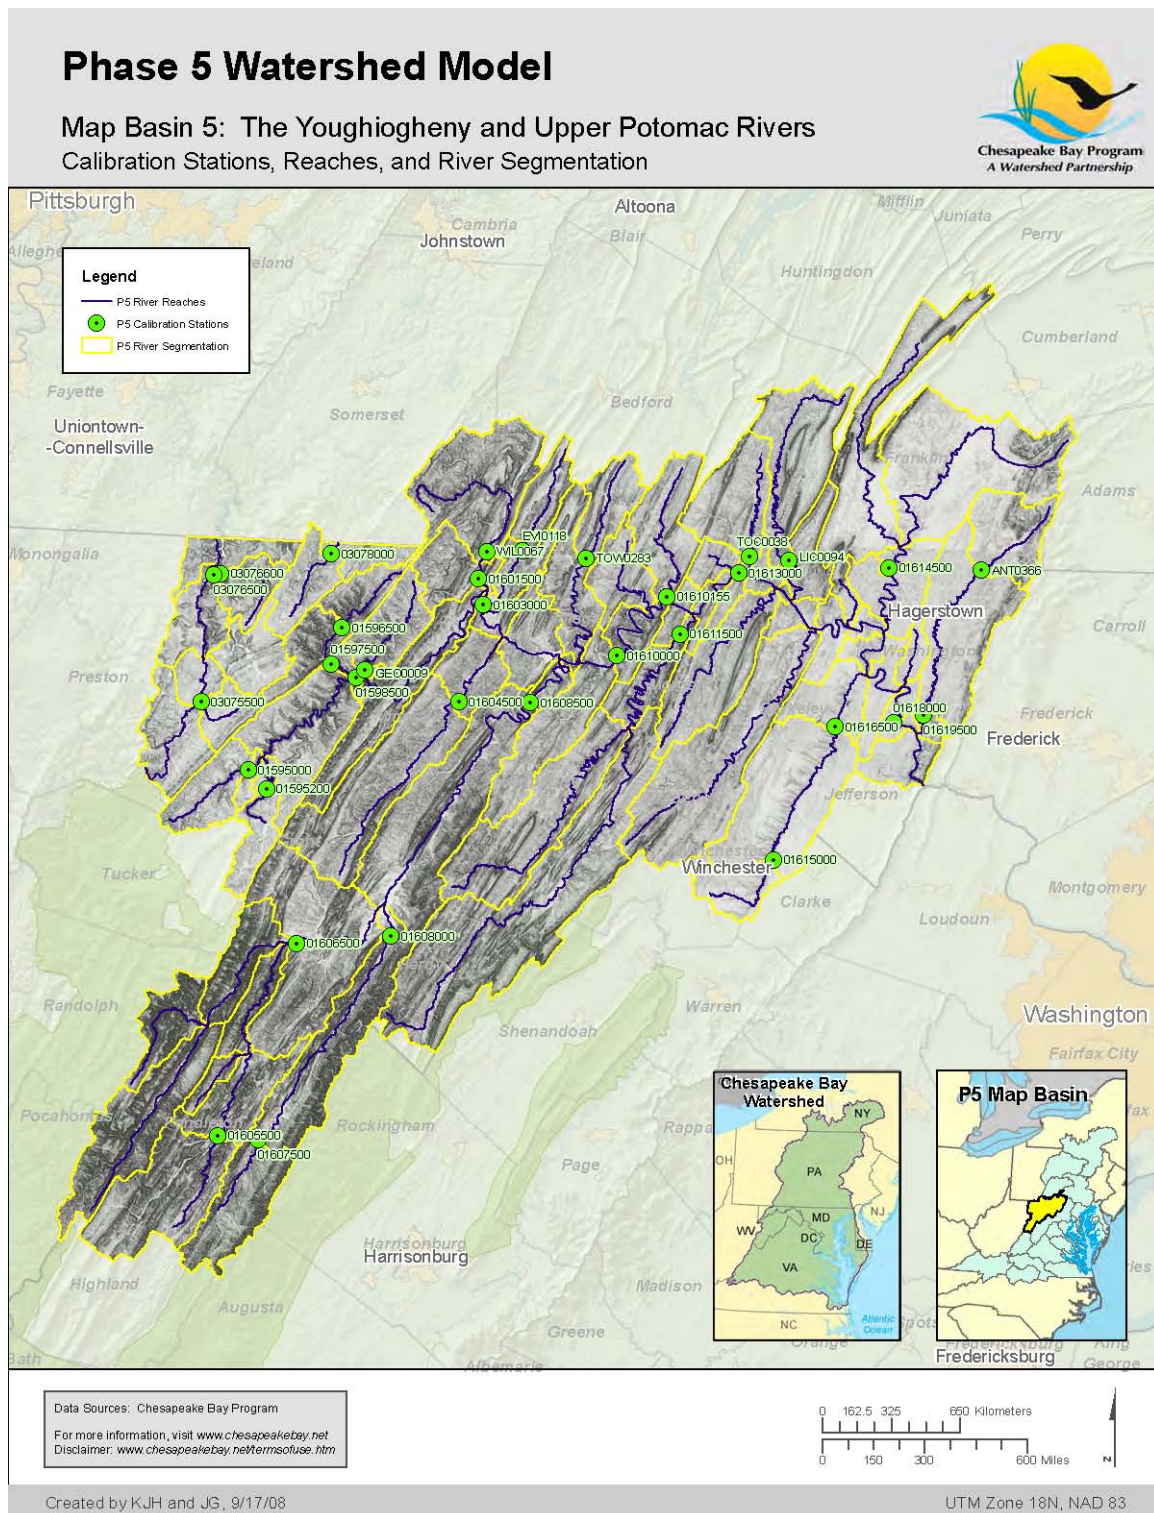 Phase 5 Watershed Model
Map Basin 5: The Youghiogheny and Upper Potomac Rivers
Calibration Stations, Reaches, and River Segmentation
Chesapeake Bay Program
A Watershed Partnership
Pittsburgh
Altoona
Mifflin
Juniata
Cambria
Johnstown
Blair
Perry
Huntingdon
Legend
P5 River Reaches
P5 Calibration Stations
P5 River Segmentation
Cumberland
Fayette
Somerset
Bedford
Uniontown-
-Connellsville
Franklin
Adams
Monongalia
03078000
EVI0118
WIL0067
TOW0283
TOC0038
LIC0094
03076600
03076500
01601500
01613000
01614500
ANT0366
01603000
01610155
Hagerstown
01596500
01611500
Carroll
01597500
01610000
Preston
GEO0009
01598500
03075500
01604500
01608500
01618000
01616500
01619500
Frederick
Frederick
01595000
01595200
Jefferson
01615000
Winchester
Tucker
Clarke
Montgomery
Loudoun
01606500
01608000
Randolph
Warren
Washington
Shenandoah
Fairfax City
Rockingham
01605500
01607500
Page
Harrisonburg
Harrisonburg
Highland
Madison
Augusta
Greene
Albemarle
Orange
Fredericksburg
Fredericksburg
King
George
Chesapeake Bay
Watershed
NY
OH
PA
NJ
MD
WV
DC
DE
VA
NC
Atlantic
Ocean
P5 Map Basin
Data Sources: Chesapeake Bay Program
For more information, visit www.chesapeakebay.net
Disclaimer: www.chesapeakebay.net/termsofuse.htm
0 162.5 325 650 Kilometers
0 150 300 600 Miles
N
Created by KJH and JG, 9/17/08
UTM Zone 18N, NAD 83